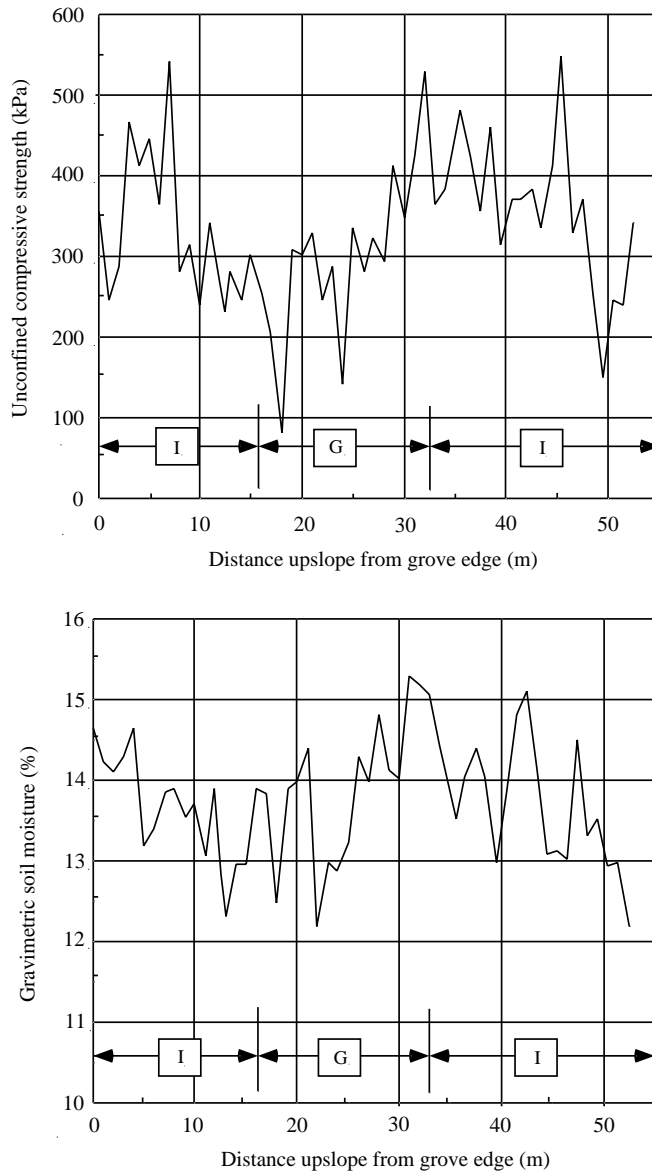 600
500
400
300
200
100
0
Unconfined compressive strength (kPa)
I G I
0 10 20 30 40 50
Distance upslope from grove edge (m)
16
15
14
13
12
11
10
Gravimetric soil moisture (%)
I G I
0 10 20 30 40 50
Distance upslope from grove edge (m)